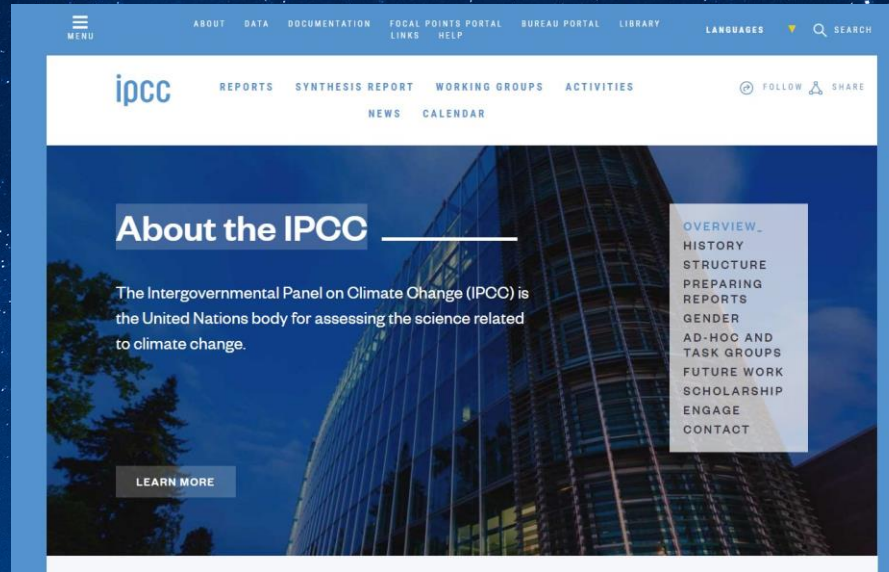 MENU
ABOUT DATA DOCUMENTATION FOCAL POINTS PORTAL BUREAU PORTAL LIBRARY
LINKS HELP
LANGUAGES
SEARCH
ipcc
REPORTS SYNTHESIS REPORT WORKING GROUPS ACTIVITIES
NEWS CALENDAR
FOLLOW SHARE
About the IPCC
The Intergovernmental Panel on Climate Change (IPCC) is
the United Nations body for assessing the science related
to climate change.
LEARN MORE
OVERVIEW_
HISTORY
STRUCTURE
PREPARING
REPORTS
GENDER
AD-HOC AND
TASK GROUPS
FUTURE WORK
SCHOLARSHIP
ENGAGE
CONTACT